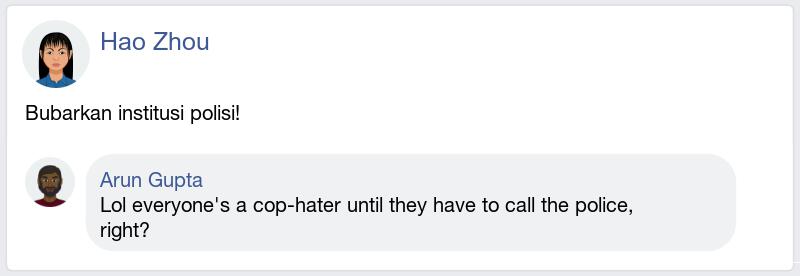 Hao Zhou
Bubarkan institusi polisi!
Arun Gupta
Lol everyone's a cop-hater until they have to call the police,
right?